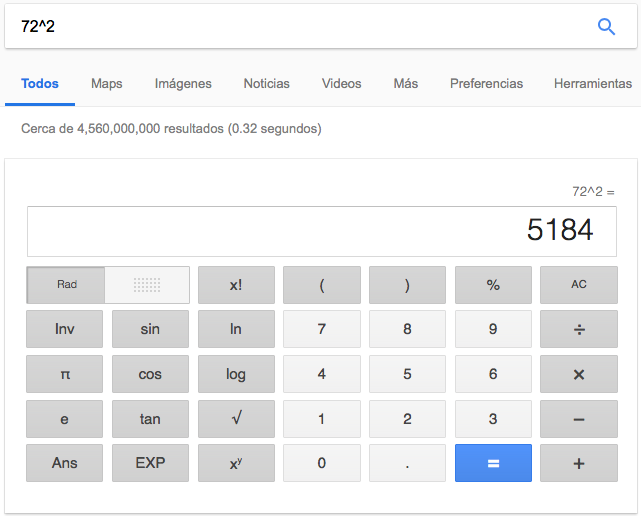 72^2
Todos Maps Imágenes Noticias Videos Más Preferencias Herramientas
Cerca de 4,560,000,000 resultados (0.32 segundos)
72^2 =
5184
Rad x! ( ) % AC
Inv sin ln 7 8 9 ÷
π cos log 4 5 6 ×
e tan √ 1 2 3 −
Ans EXP xʸ 0 . = +